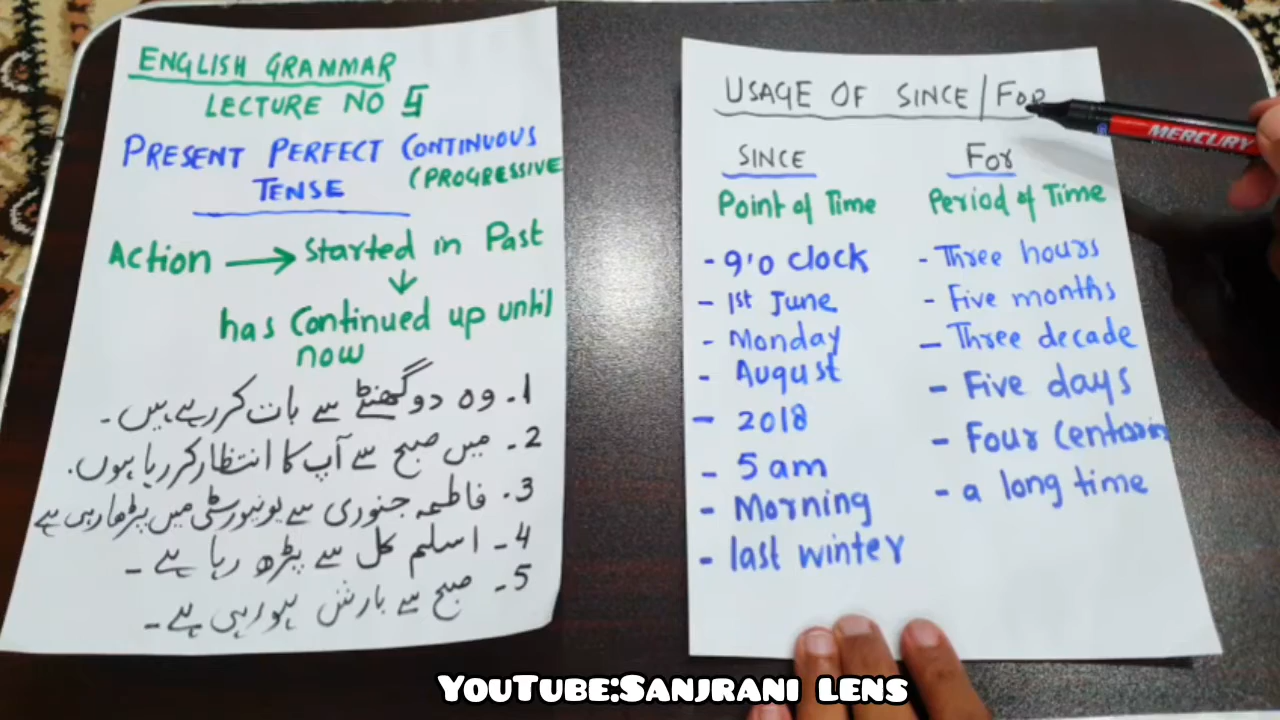 ENGLISH GRAMMAR
LECTURE NO
PRESENT PERFECT CONTINUOUS
TENSE (PROGRESSIVE
Action → Started in Past
↓
has Continued up until
now
1. وہ دو گھنٹے سے بات کر رہے ہیں۔
2. میں صبح سے آپ کا انتظار کر رہا ہوں.
3. فاطمہ جنوری سے یونیورسٹی میں پڑھا رہی ہے
4- اسلم کل سے پڑھ رہا ہے -
5- صبح سے بارش ہو رہی ہے -
USAGE OF SINCE/FOR
SINCE
Point of Time
- 9'o clock
- 1st June
- Monday
- August
- 2018
- 5 am
- Morning
- last winter
For
Period of Time
- Three hours
- Five months
- Three decade
- Five days
- Four
- a long time
MERCURY
YouTube:Sanjrani lens